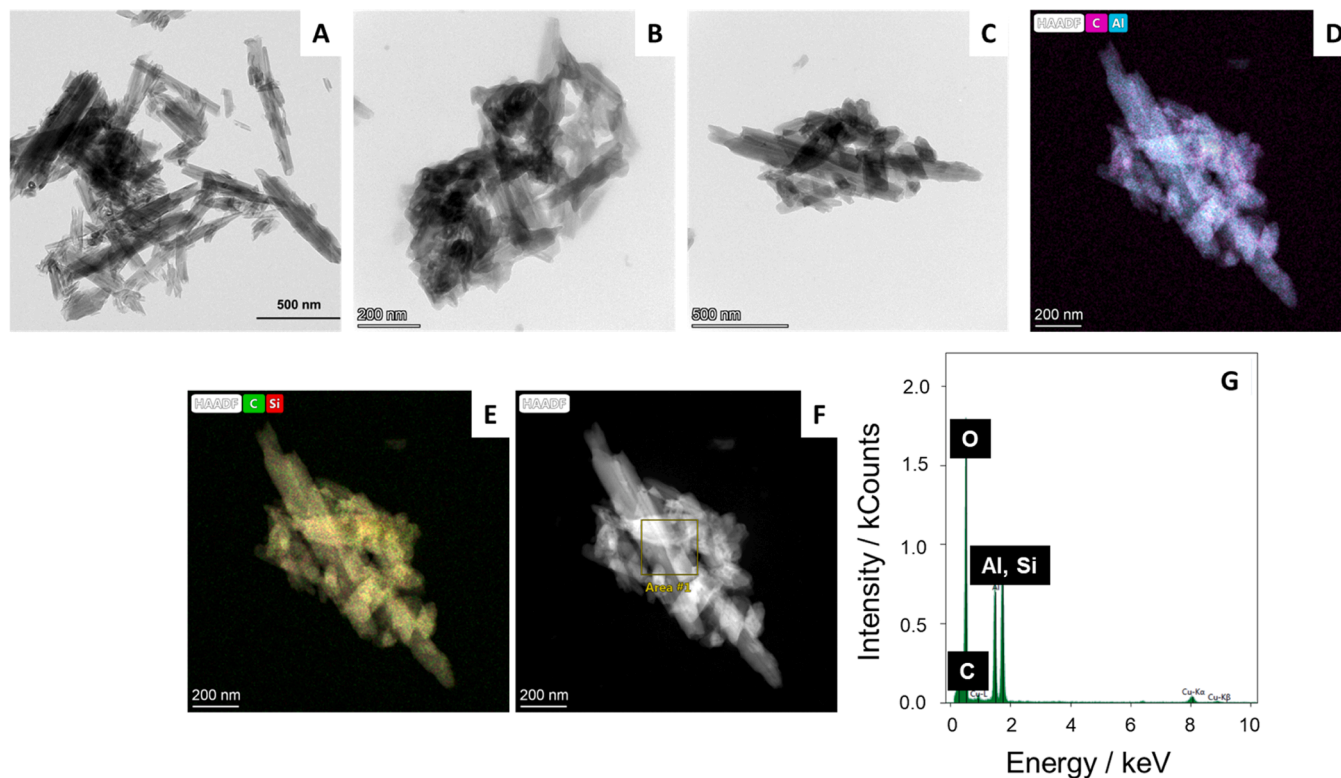 A
500 nm
B
200 nm
C
500 nm
HAADF C Al
D
200 nm
HAADF C Si
E
200 nm
HAADF
F
Area #1
200 nm
G
Intensity / kCounts
2.0
1.5
1.0
0.5
0.0
O
Al, Si
Al
C
Cu-L
Cu-Kα
Cu-Kβ
0 2 4 6 8 10
Energy / keV